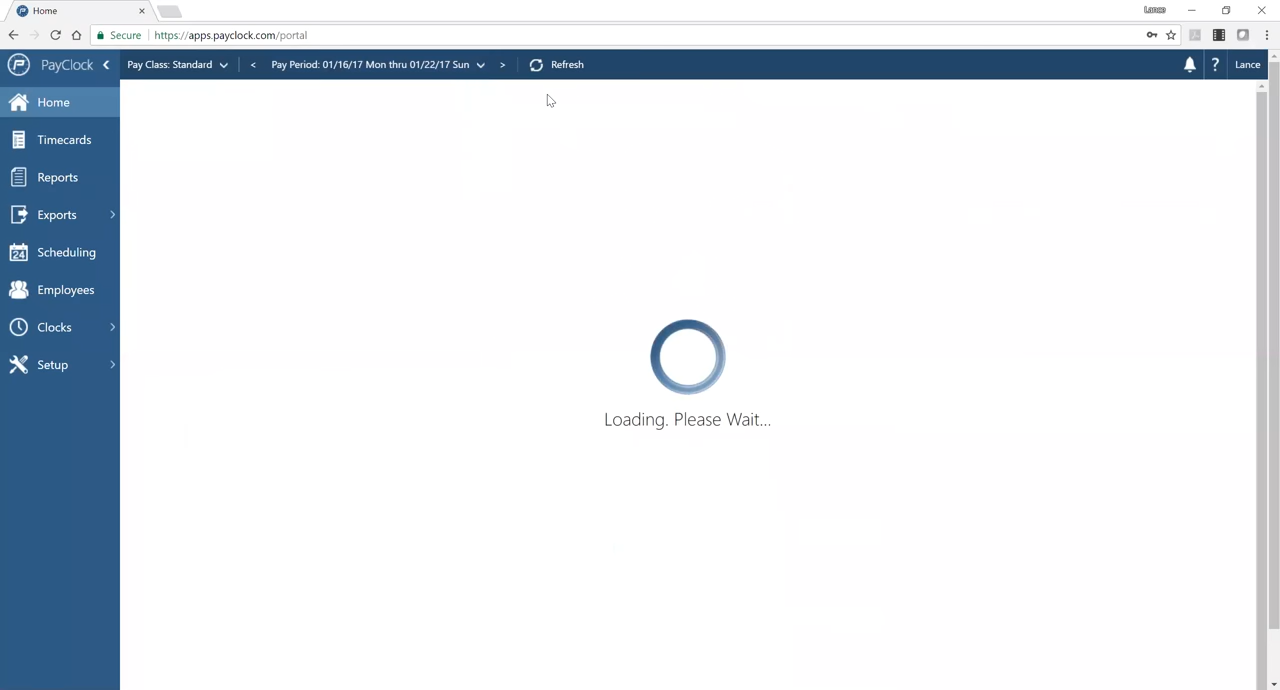 Home
Lance
Secure https://apps.payclock.com/portal
PayClock Pay Class: Standard < Pay Period: 01/16/17 Mon thru 01/22/17 Sun > Refresh ? Lance
Home
Timecards
Reports
Exports
24 Scheduling
Employees
Clocks
Setup
Loading. Please Wait...